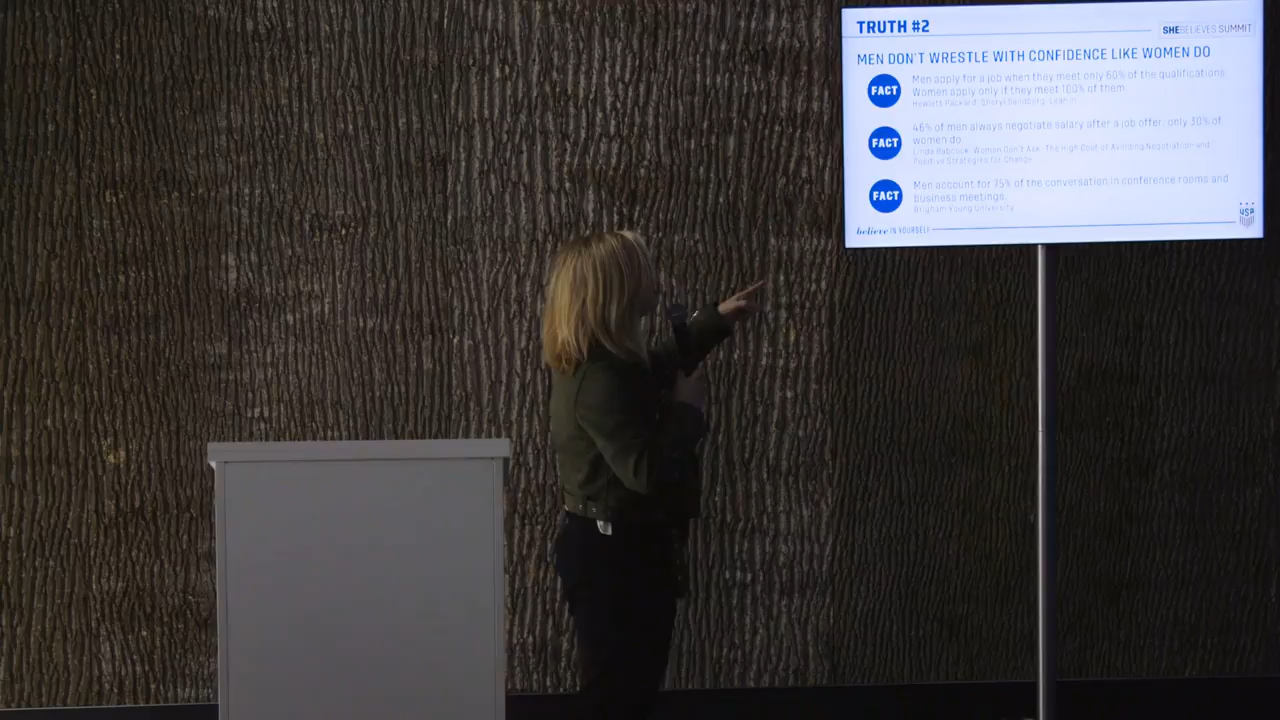 TRUTH #2
SHEBELIEVES SUMMIT
MEN DON'T WRESTLE WITH CONFIDENCE LIKE WOMEN DO
FACT
Men apply for a job when they meet only 60% of the qualifications.
Women apply only if they meet 100% of them.
Hewlett Packard, Sheryl Sandberg, Lean In
FACT
46% of men always negotiate salary after a job offer; only 30% of
women do
Linda Babcock, Women Don't Ask: The High Cost of Avoiding Negotiation-and
Positive Strategies for Change
FACT
Men account for 75% of the conversation in conference rooms and
business meetings.
Brigham Young University
believe IN YOURSELF